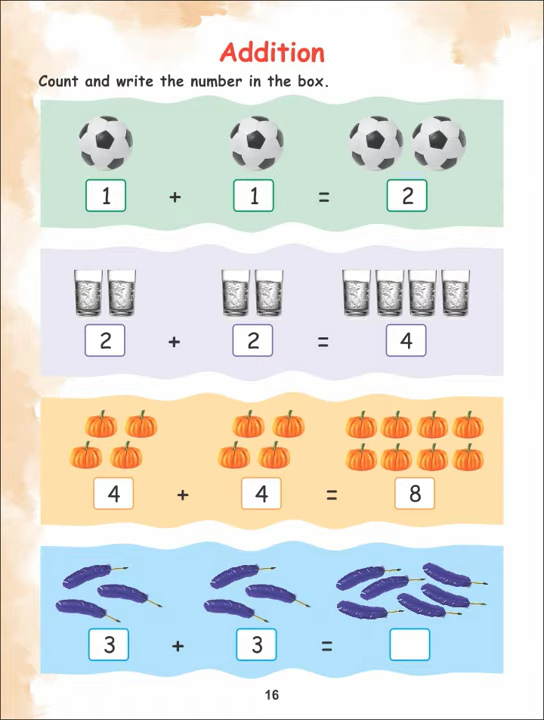 Addition
Count and write the number in the box.
1 + 1 = 2
2 + 2 = 4
4 + 4 = 8
3 + 3 =
16